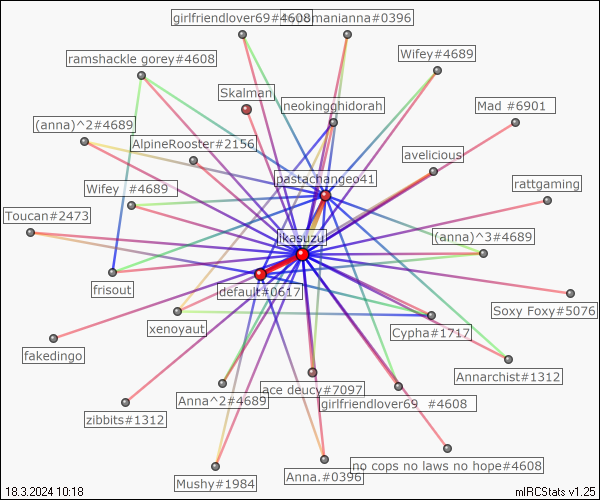 girlfriendlover69#4608
manianna#0396
ramshackle gorey#4608
Wifey#4689
Skalman
neokingghidorah
Mad #6901
(anna)^2#4689
AlpineRooster#2156
avelicious
pastachangeo41
Wifey  #4689
rattgaming
Toucan#2473
ikasuzu
(anna)^3#4689
frisout
default#0617
Soxy Foxy#5076
xenoyaut
Cypha#1717
fakedingo
Annarchist#1312
ace deucy#7097
Anna^2#4689
girlfriendlover69  #4608
zibbits#1312
no cops no laws no hope#4608
Mushy#1984
Anna.#0396
18.3.2024 10:18
mIRCStats v1.25